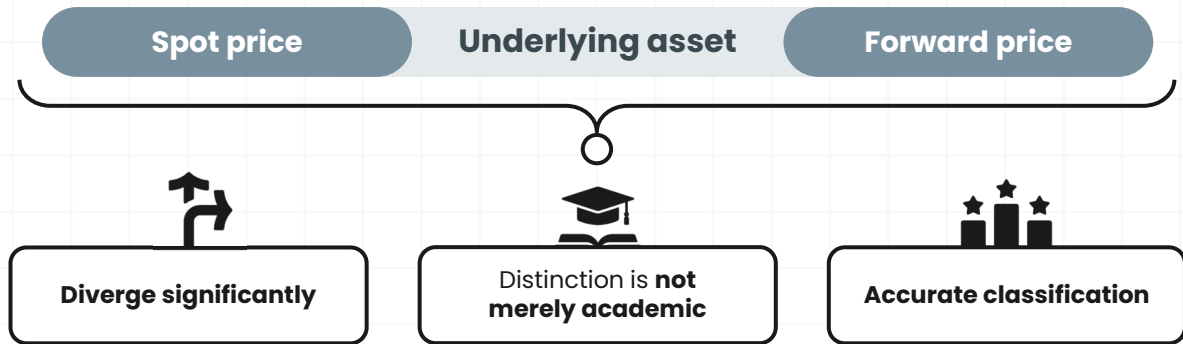 Spot price
Underlying asset
Forward price
Diverge significantly
Distinction is not
merely academic
Accurate classification